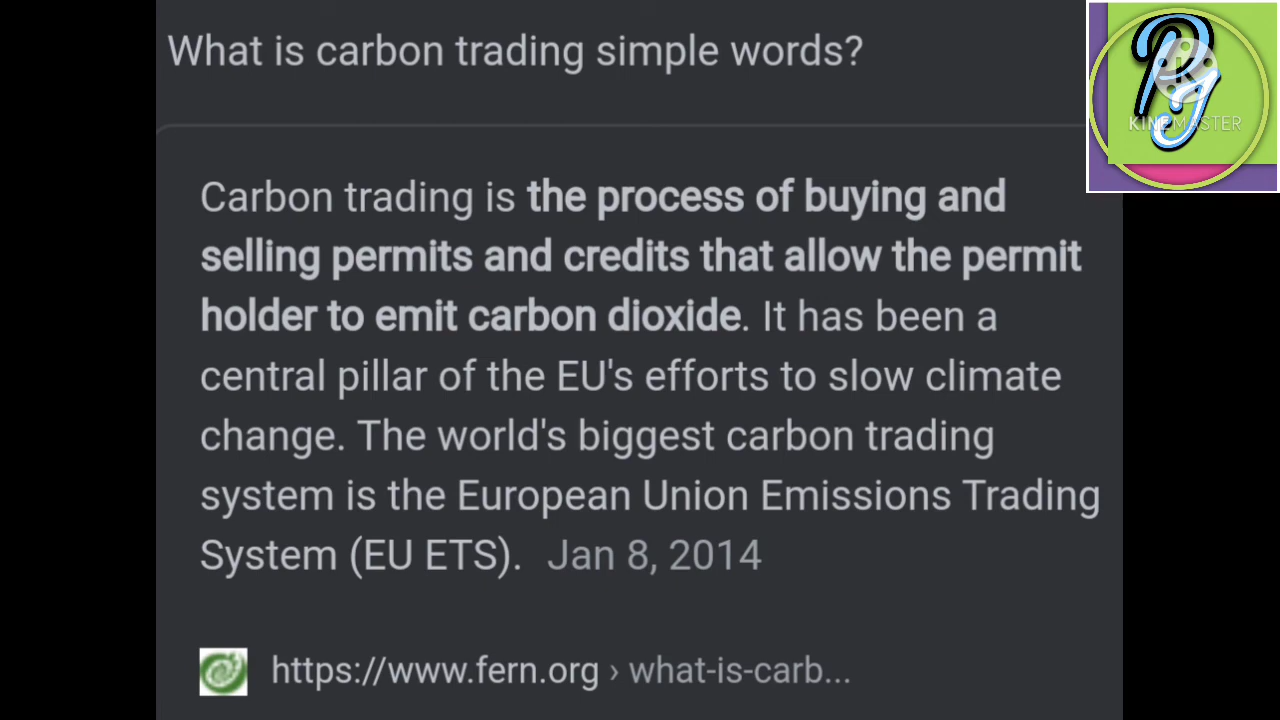 What is carbon trading simple words?
Carbon trading is the process of buying and
selling permits and credits that allow the permit
holder to emit carbon dioxide. It has been a
central pillar of the EU's efforts to slow climate
change. The world's biggest carbon trading
system is the European Union Emissions Trading
System (EU ETS). Jan 8, 2014
https://www.fern.org › what-is-carb...
PJ
KINEMASTER